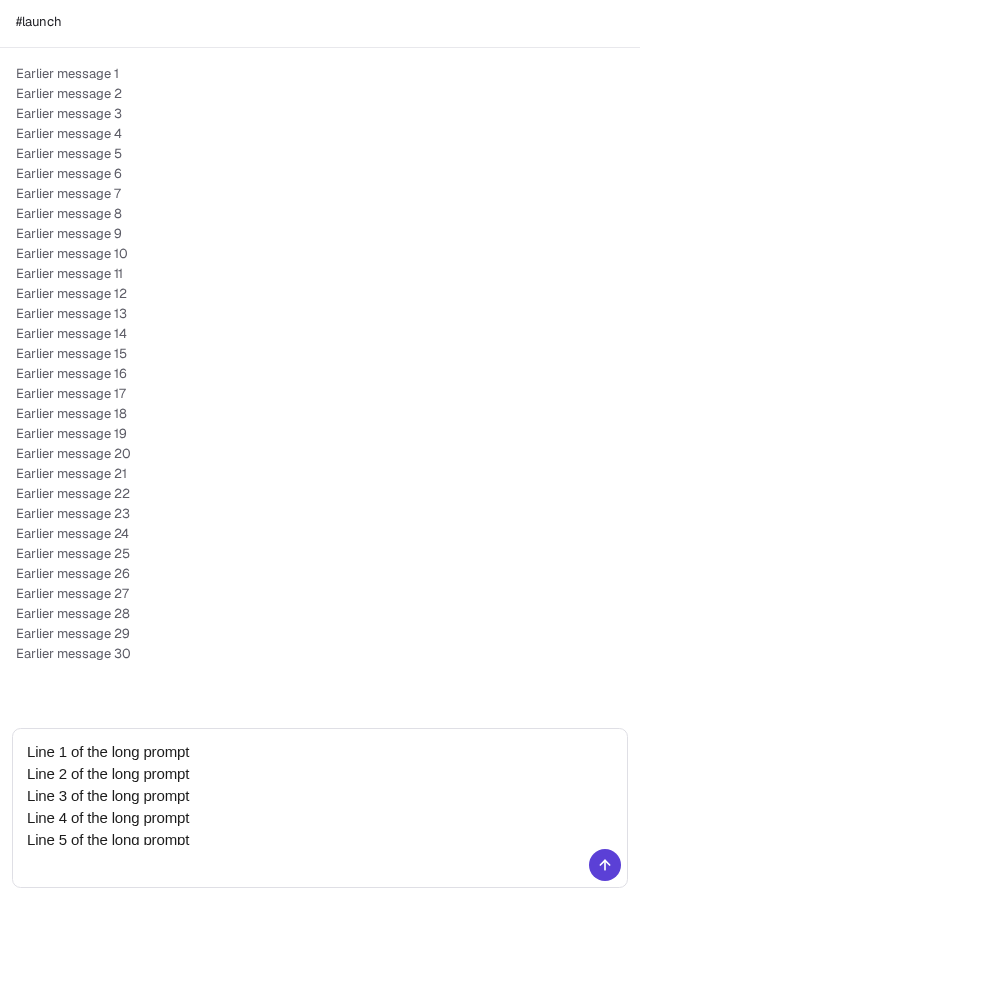 #launch
Earlier message 1
Earlier message 2
Earlier message 3
Earlier message 4
Earlier message 5
Earlier message 6
Earlier message 7
Earlier message 8
Earlier message 9
Earlier message 10
Earlier message 11
Earlier message 12
Earlier message 13
Earlier message 14
Earlier message 15
Earlier message 16
Earlier message 17
Earlier message 18
Earlier message 19
Earlier message 20
Earlier message 21
Earlier message 22
Earlier message 23
Earlier message 24
Earlier message 25
Earlier message 26
Earlier message 27
Earlier message 28
Earlier message 29
Earlier message 30
Line 1 of the long prompt
Line 2 of the long prompt
Line 3 of the long prompt
Line 4 of the long prompt
Line 5 of the long prompt